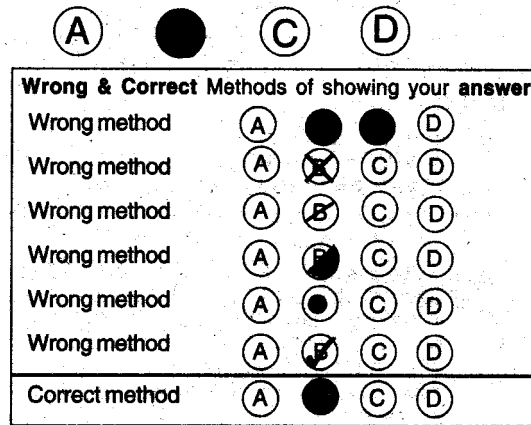 A C D
Wrong & Correct Methods of showing your answer
Wrong method A D
Wrong method A B C D
Wrong method A B C D
Wrong method A B C D
Wrong method A C D
Wrong method A B C D
Correct method A C D